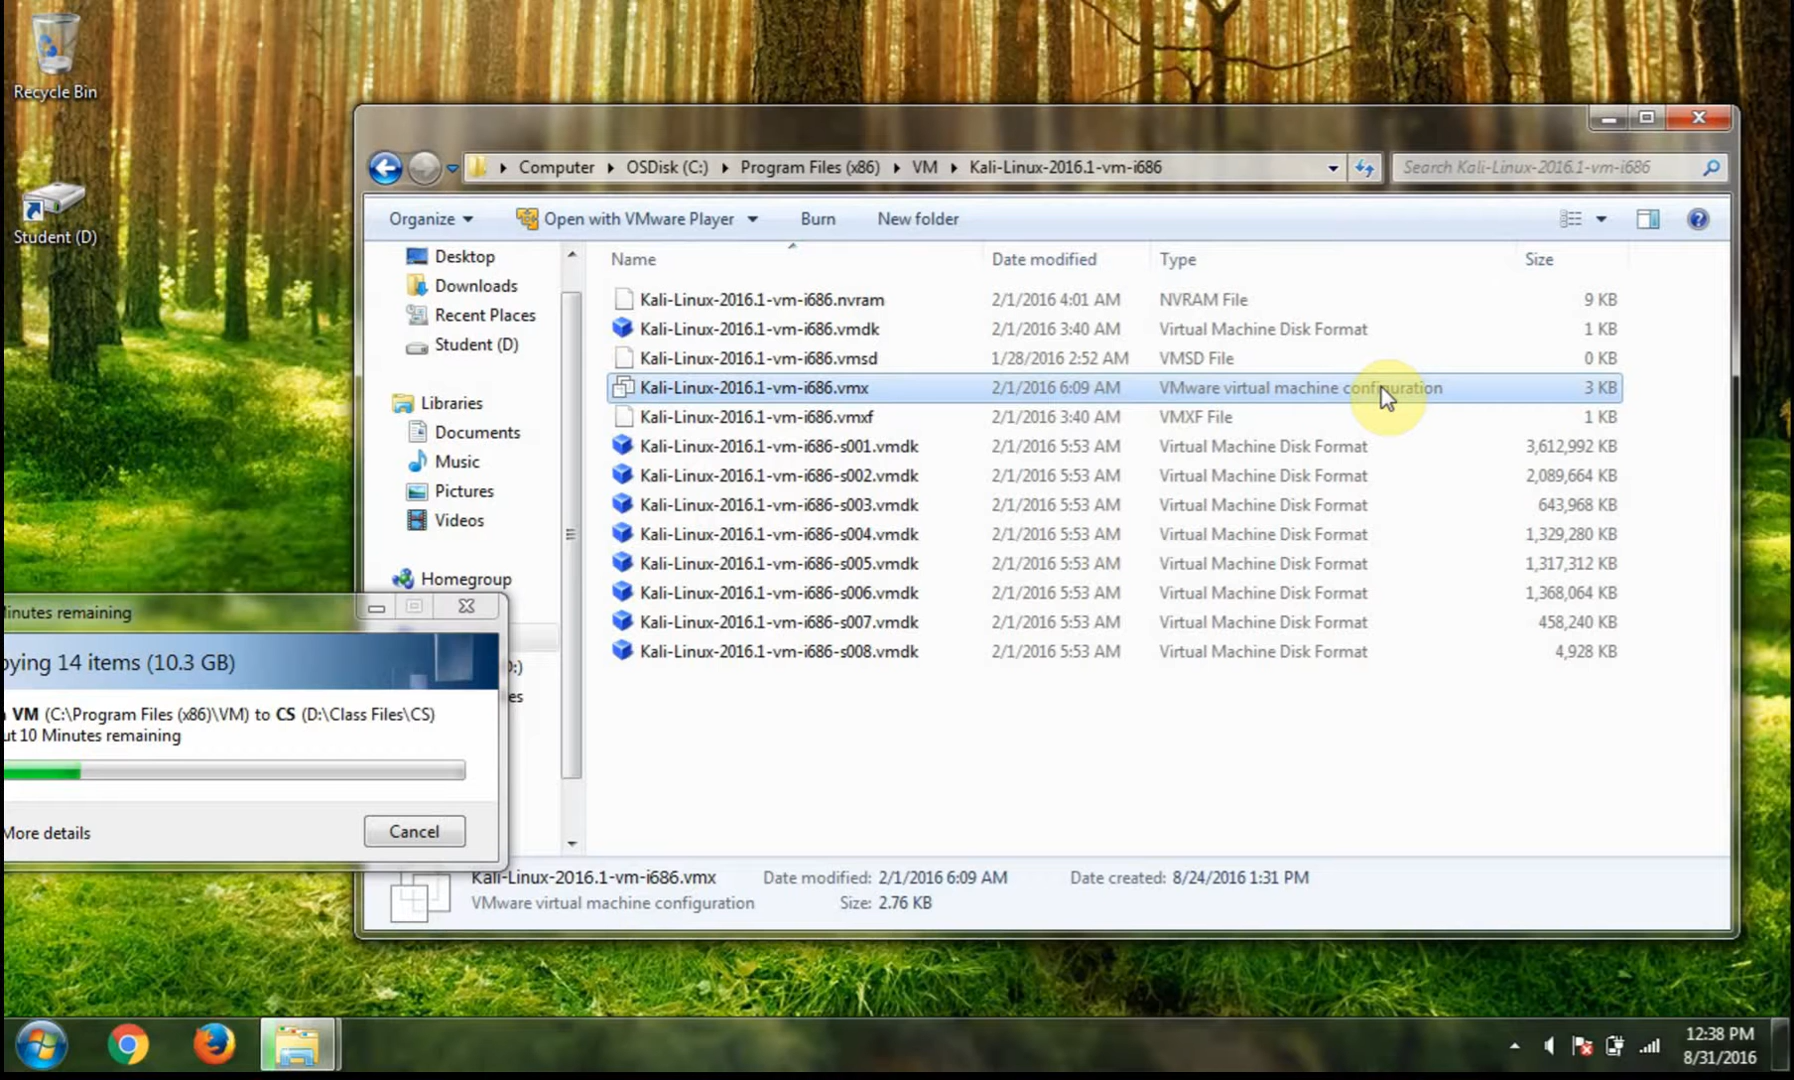 Recycle Bin
Student (D)
Computer OSDisk (C:) Program Files (x86) VM Kali-Linux-2016.1-vm-i686
Search Kali-Linux-2016.1-vm-i686
Organize Open with VMware Player Burn New folder
Desktop
Downloads
Recent Places
Student (D)
Libraries
Documents
Music
Pictures
Videos
Homegroup
Name Date modified Type Size
Kali-Linux-2016.1-vm-i686.nvram 2/1/2016 4:01 AM NVRAM File 9 KB
Kali-Linux-2016.1-vm-i686.vmdk 2/1/2016 3:40 AM Virtual Machine Disk Format 1 KB
Kali-Linux-2016.1-vm-i686.vmsd 1/28/2016 2:52 AM VMSD File 0 KB
Kali-Linux-2016.1-vm-i686.vmx 2/1/2016 6:09 AM VMware virtual machine configuration 3 KB
Kali-Linux-2016.1-vm-i686.vmxf 2/1/2016 3:40 AM VMXF File 1 KB
Kali-Linux-2016.1-vm-i686-s001.vmdk 2/1/2016 5:53 AM Virtual Machine Disk Format 3,612,992 KB
Kali-Linux-2016.1-vm-i686-s002.vmdk 2/1/2016 5:53 AM Virtual Machine Disk Format 2,089,664 KB
Kali-Linux-2016.1-vm-i686-s003.vmdk 2/1/2016 5:53 AM Virtual Machine Disk Format 643,968 KB
Kali-Linux-2016.1-vm-i686-s004.vmdk 2/1/2016 5:53 AM Virtual Machine Disk Format 1,329,280 KB
Kali-Linux-2016.1-vm-i686-s005.vmdk 2/1/2016 5:53 AM Virtual Machine Disk Format 1,317,312 KB
Kali-Linux-2016.1-vm-i686-s006.vmdk 2/1/2016 5:53 AM Virtual Machine Disk Format 1,368,064 KB
Kali-Linux-2016.1-vm-i686-s007.vmdk 2/1/2016 5:53 AM Virtual Machine Disk Format 458,240 KB
Kali-Linux-2016.1-vm-i686-s008.vmdk 2/1/2016 5:53 AM Virtual Machine Disk Format 4,928 KB
inutes remaining
pying 14 items (10.3 GB)
VM (C:\Program Files (x86)\VM) to CS (D:\Class Files\CS)
ut 10 Minutes remaining
More details Cancel
:)
es
Kali-Linux-2016.1-vm-i686.vmx Date modified: 2/1/2016 6:09 AM Date created: 8/24/2016 1:31 PM
VMware virtual machine configuration Size: 2.76 KB
12:38 PM
8/31/2016